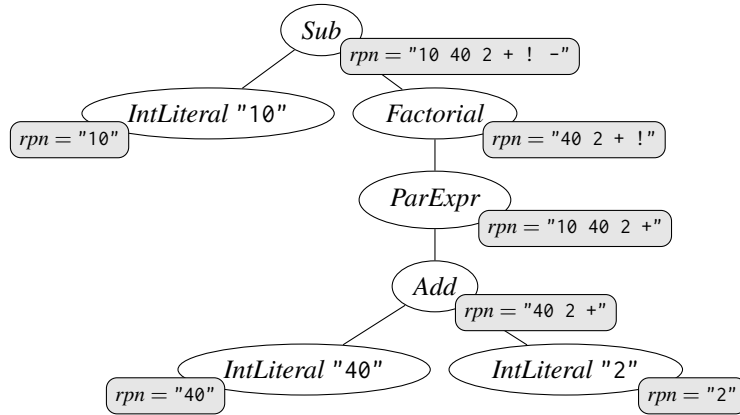 Sub
rpn = "10 40 2 + ! -"
IntLiteral "10"
Factorial
rpn = "10"
rpn = "40 2 + !"
ParExpr
rpn = "10 40 2 +"
Add
rpn = "40 2 +"
IntLiteral "40"
IntLiteral "2"
rpn = "40"
rpn = "2"